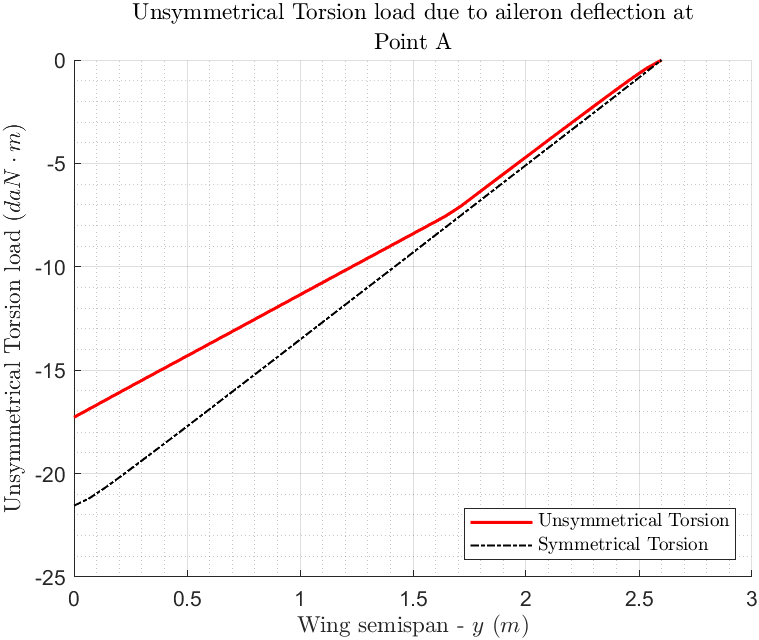 Unsymmetrical Torsion load due to aileron deflection at
Point A
Unsymmetrical Torsion load (daN · m)
0
-5
-10
-15
-20
-25
0
0.5
1
1.5
2
2.5
3
Wing semispan - y (m)
Unsymmetrical Torsion
Symmetrical Torsion